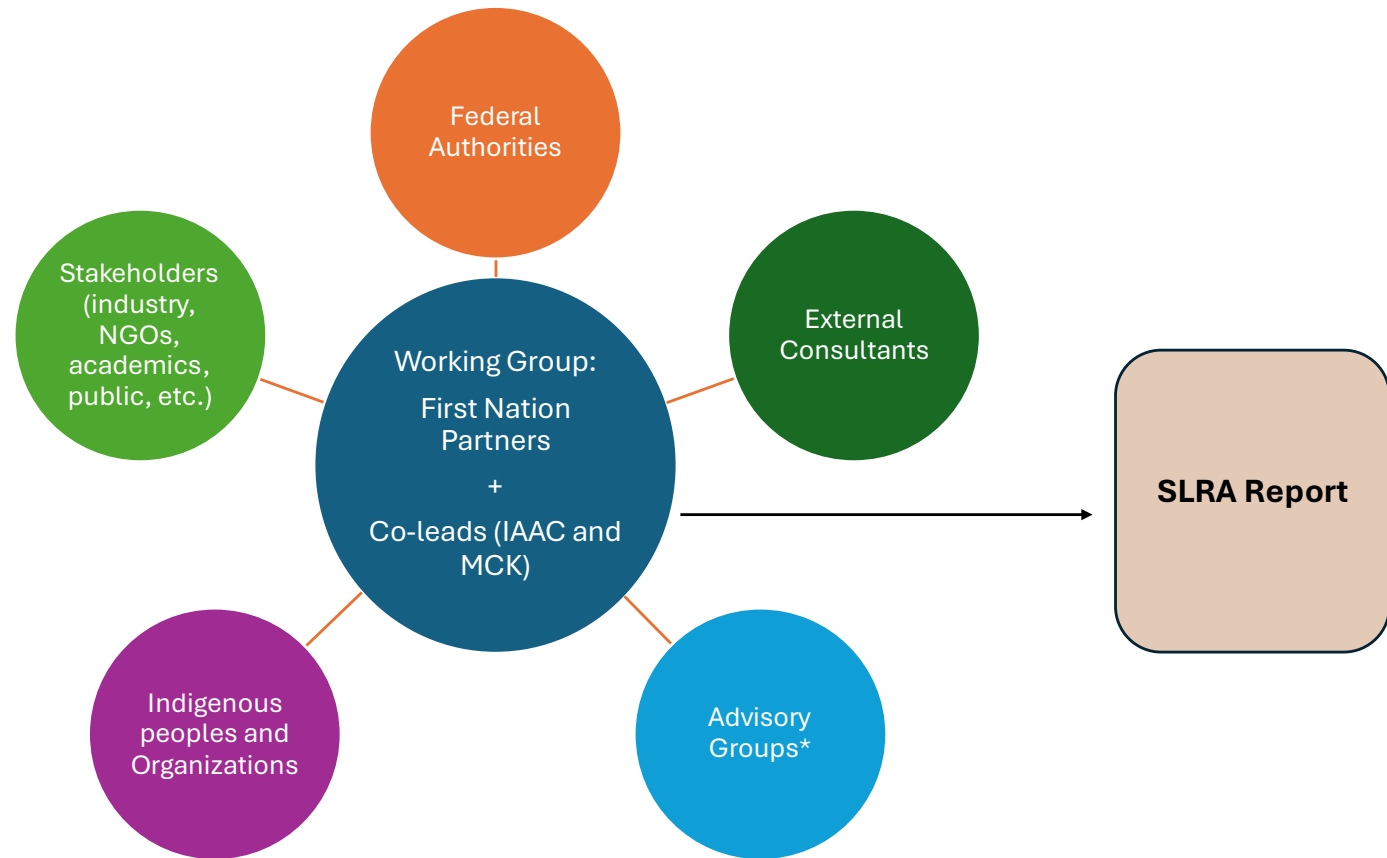 Federal
Authorities
Stakeholders
(industry,
NGOs,
academics,
public, etc.)
External
Consultants
Working Group:
First Nation
Partners
+
Co-leads (IAAC and
MCK)
SLRA Report
Indigenous
peoples and
Organizations
Advisory
Groups*